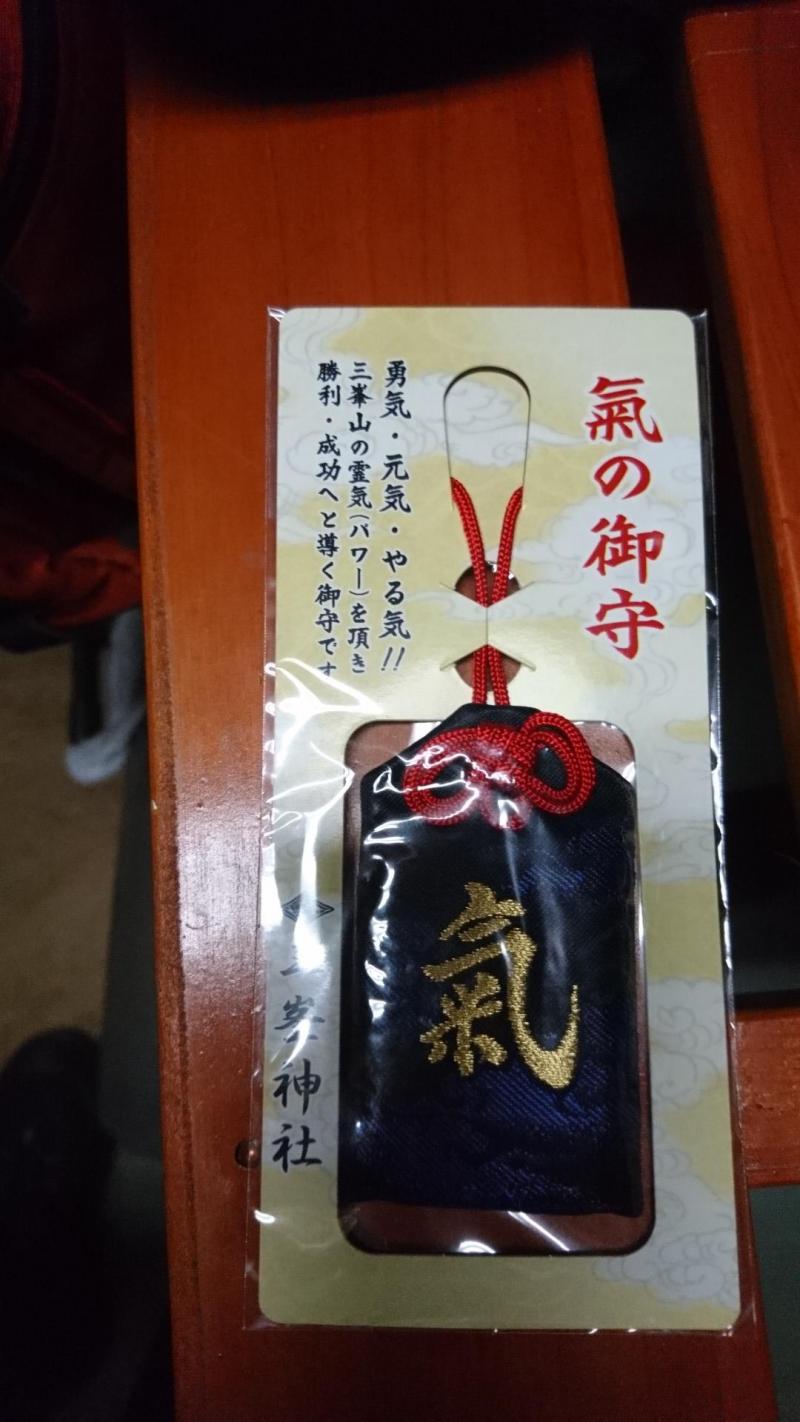 氣の御守
勇気・元気・やる気!!
三峯山の霊気(パワー)を頂き
勝利・成功へと導く御守です
氣
三峯神社